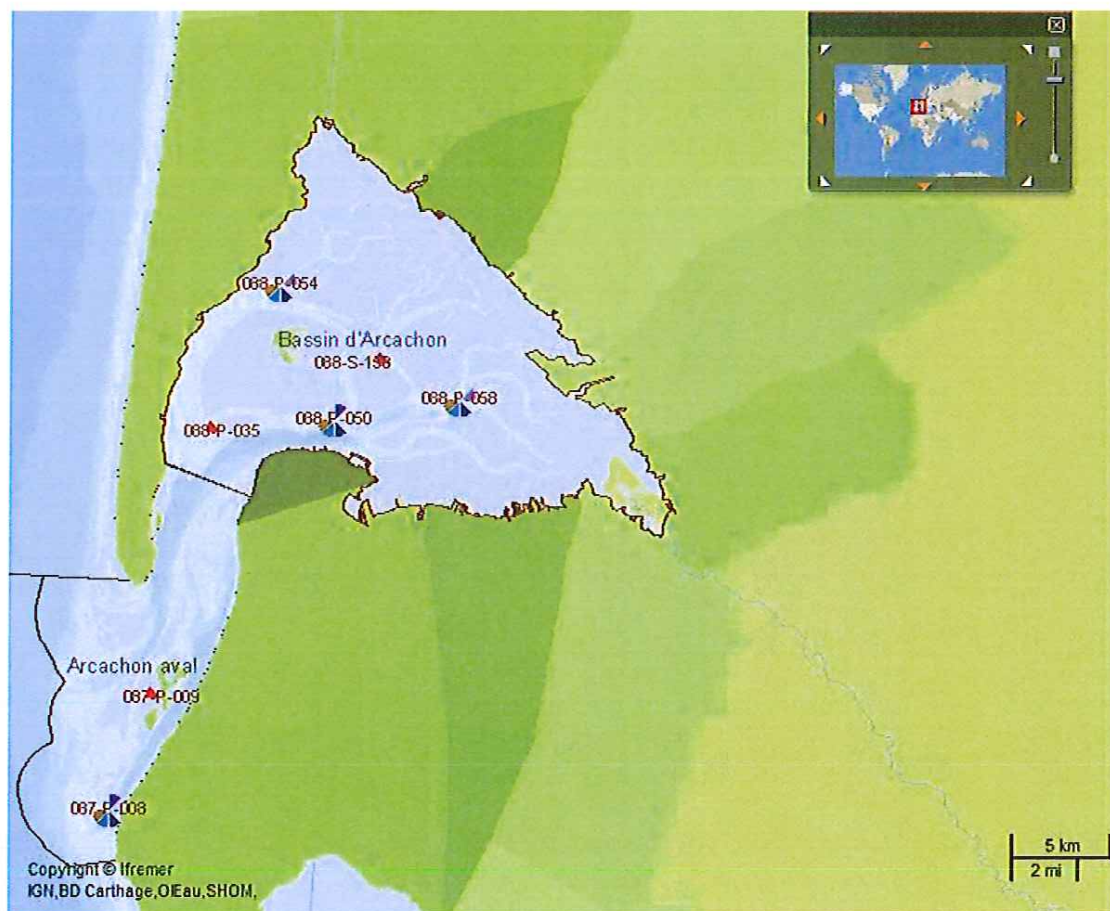 088-P-054
Bassin d'Arcachon
088-S-198
088-P-058
088-P-050
088-P-035
Arcachon aval
087-P-009
087-P-008
5 km
2 mi
Copyright © Ifremer
IGN,BD Carthage,OIEau,SHOM,